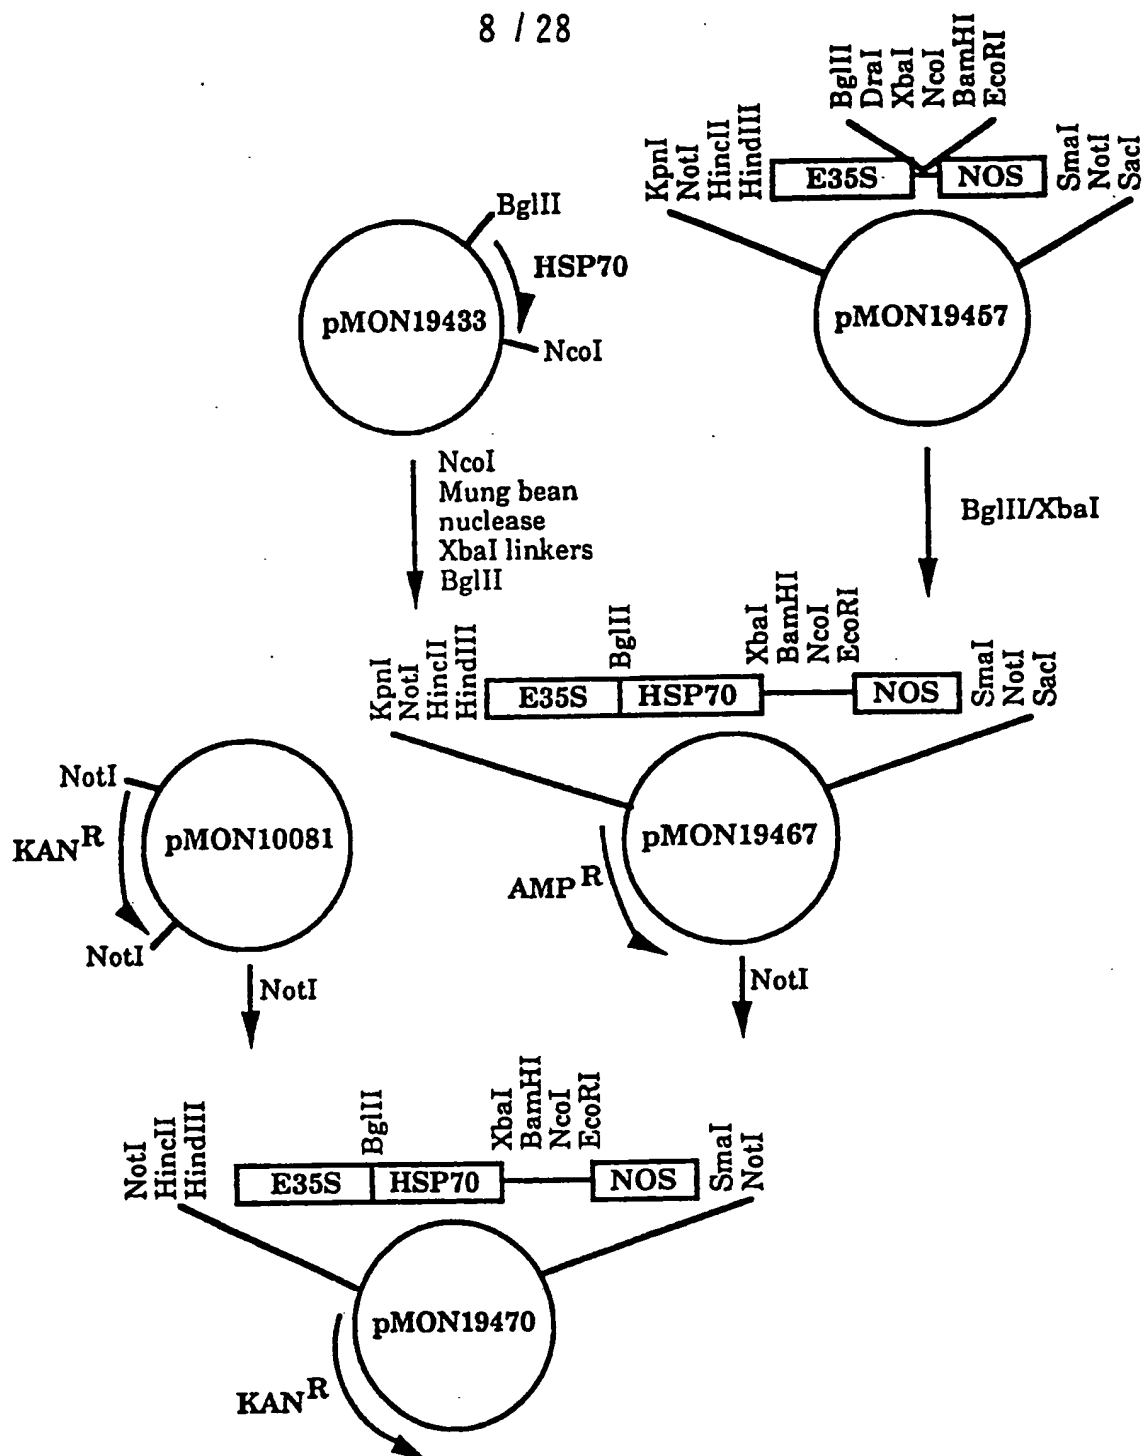 8 / 28
BglII
DraI
XbaI
NcoI
BamHI
EcoRI
KpnI
NotI
HincII
HindIII
E35S
NOS
SmaI
NotI
SacI
BglII
HSP70
pMON19433
NcoI
pMON19457
NcoI
Mung bean
nuclease
XbaI linkers
BglII
BglII/XbaI
KpnI
NotI
HincII
HindIII
BglII
XbaI
BamHI
NcoI
EcoRI
E35S
HSP70
NOS
SmaI
NotI
SacI
NotI
KAN R
pMON10081
NotI
pMON19467
AMP R
NotI
NotI
NotI
HincII
HindIII
BglII
XbaI
BamHI
NcoI
EcoRI
E35S
HSP70
NOS
SmaI
NotI
pMON19470
KAN R